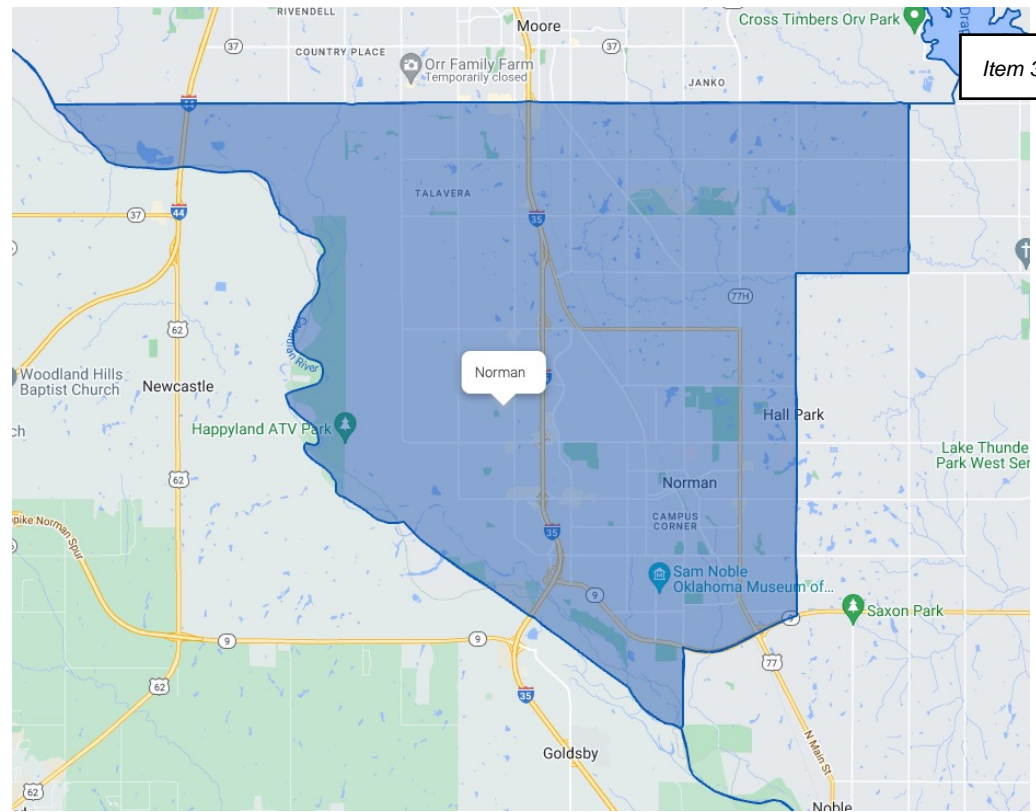 RIVENDELL
Moore
Cross Timbers Orv Park
37
37
COUNTRY PLACE
Orr Family Farm
Temporarily closed
JANKO
Item 3
44
TALAVERA
37
44
35
77H
62
Canadian River
Woodland Hills
Baptist Church
Newcastle
Norman
Hall Park
Happyland ATV Park
Lake Thunde
Park West Ser
62
Norman
CAMPUS
CORNER
pike Norman Spur
35
Sam Noble
Oklahoma Museum of...
9
Saxon Park
9
9
9
77
62
35
Goldsby
N Main St
62
Noble